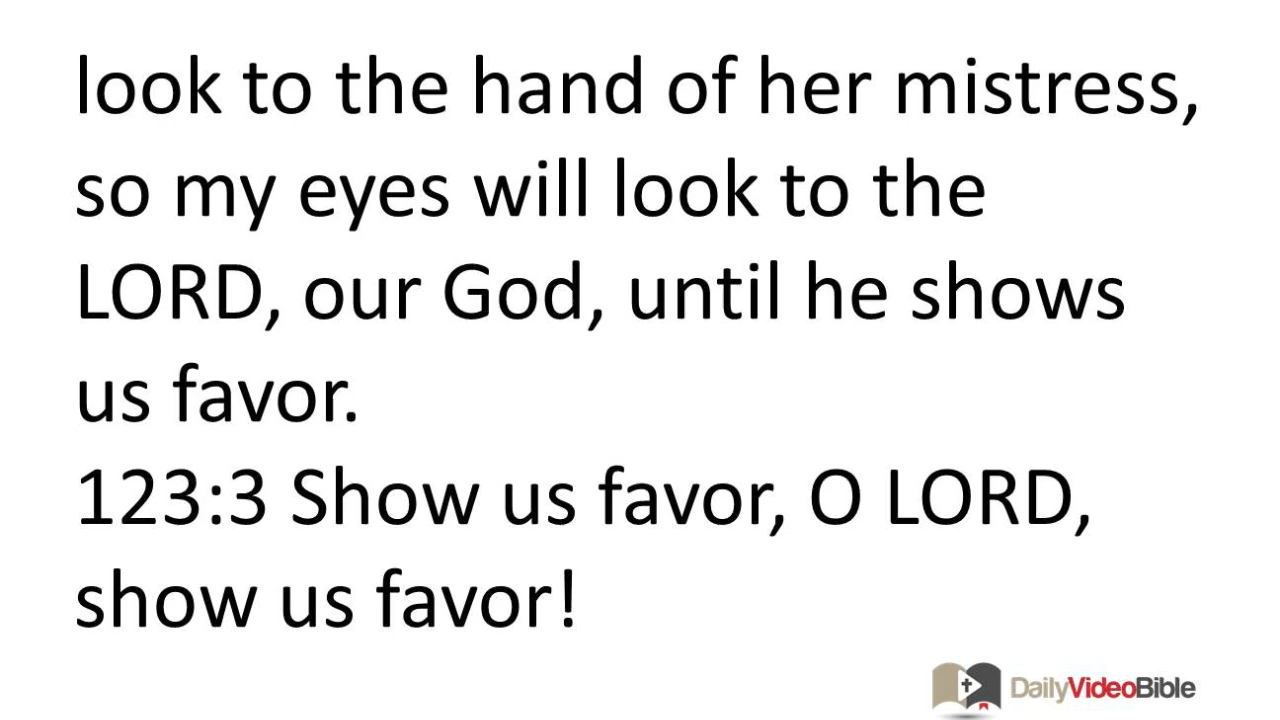 look to the hand of her mistress,
so my eyes will look to the
LORD, our God, until he shows
us favor.
123:3 Show us favor, O LORD,
show us favor!
DailyVideoBible